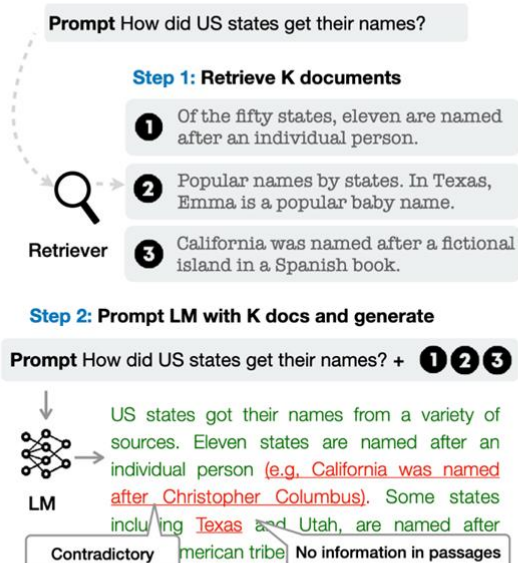 Prompt How did US states get their names?
Step 1: Retrieve K documents
1 Of the fifty states, eleven are named
after an individual person.
2 Popular names by states. In Texas,
Emma is a popular baby name.
Retriever
3 California was named after a fictional
island in a Spanish book.
Step 2: Prompt LM with K docs and generate
Prompt How did US states get their names? + 1 2 3
US states got their names from a variety of
sources. Eleven states are named after an
individual person (e.g, California was named
after Christopher Columbus). Some states
LM
including Texas and Utah, are named after
merican tribe
Contradictory
No information in passages